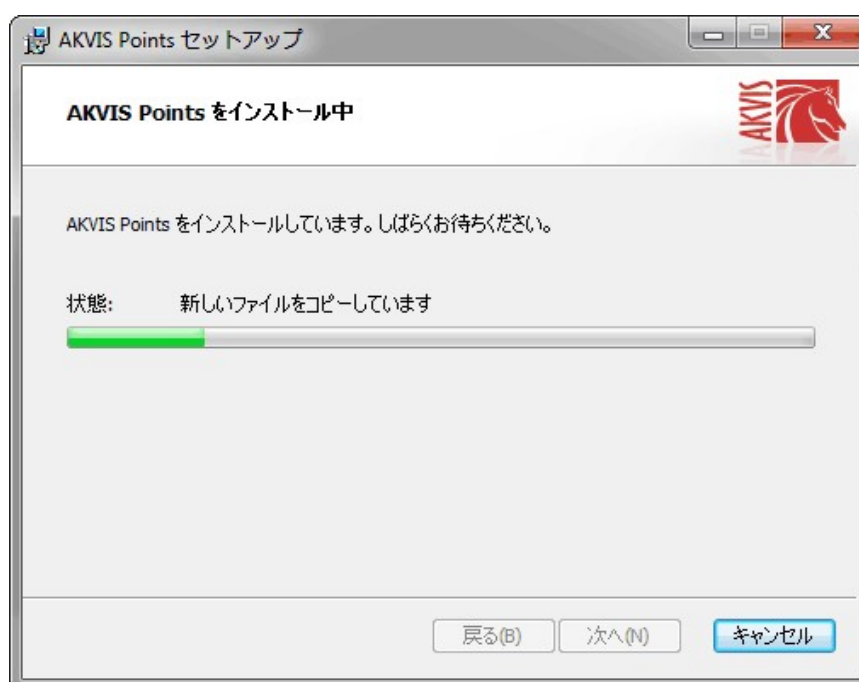 AKVIS Points セットアップ
AKVIS Points をインストール中
AKVIS
AKVIS Points をインストールしています。しばらくお待ちください。
状態: 新しいファイルをコピーしています
戻る(B) 次へ(N) キャンセル